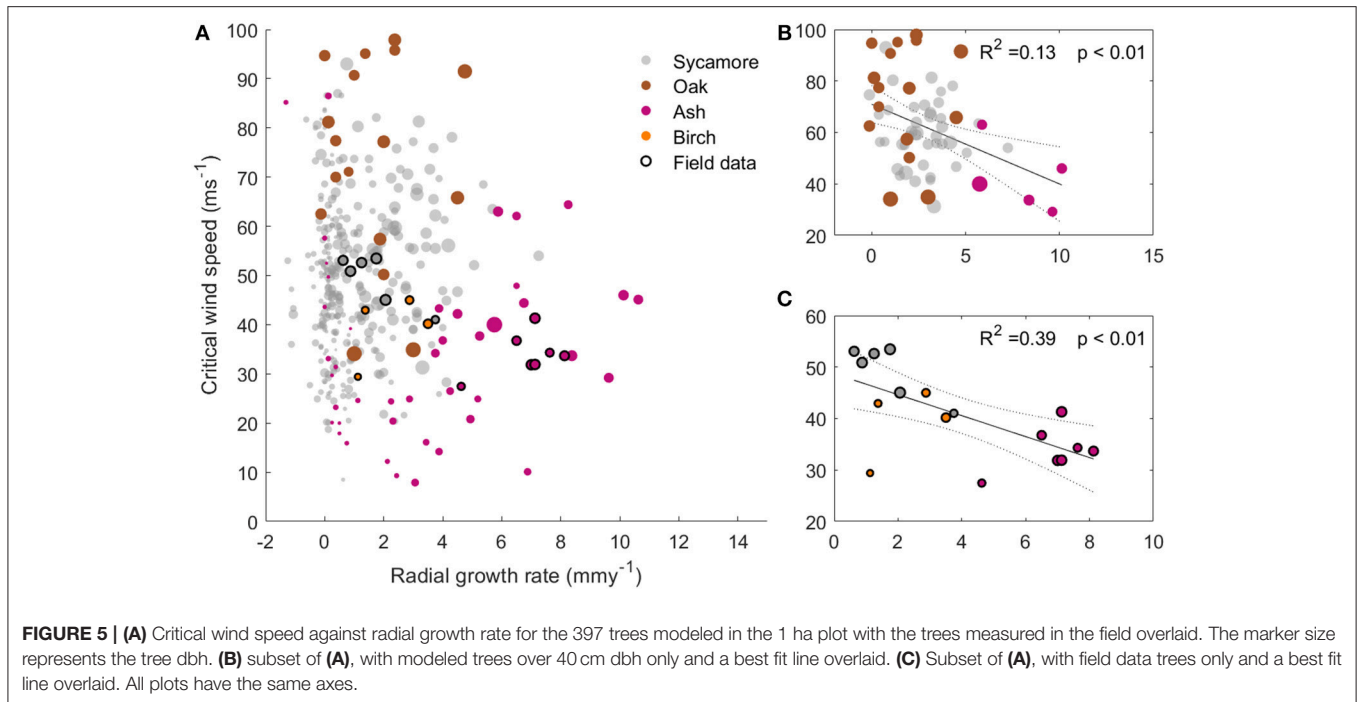 A
100
90
80
70
60
50
40
30
20
10
0
Critical wind speed (ms⁻¹)
-2 0 2 4 6 8 10 12 14
Radial growth rate (mmy⁻¹)
Sycamore
Oak
Ash
Birch
Field data
B
100
80
60
40
20
R² =0.13 p < 0.01
0 5 10 15
C
60
50
40
30
20
R² =0.39 p < 0.01
0 2 4 6 8 10
FIGURE 5 | (A) Critical wind speed against radial growth rate for the 397 trees modeled in the 1 ha plot with the trees measured in the field overlaid. The marker size
represents the tree dbh. (B) subset of (A), with modeled trees over 40 cm dbh only and a best fit line overlaid. (C) Subset of (A), with field data trees only and a best fit
line overlaid. All plots have the same axes.